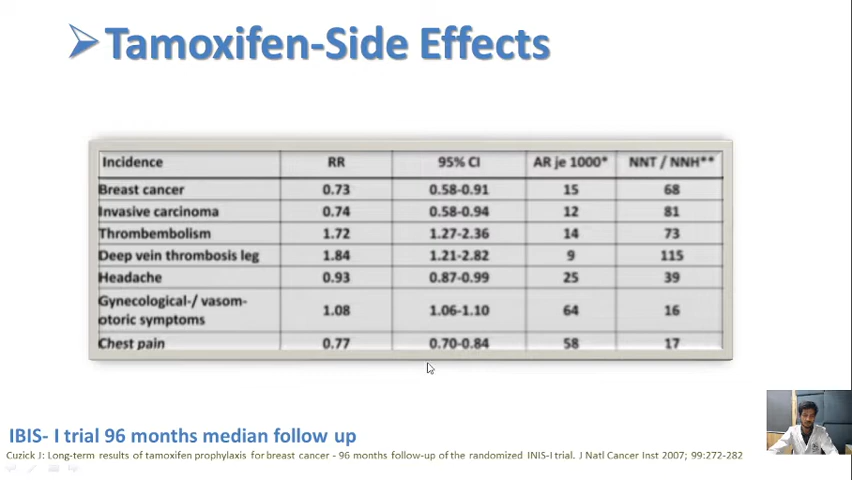 Tamoxifen-Side Effects
Incidence RR 95% CI AR je 1000* NNT / NNH**
Breast cancer 0.73 0.58-0.91 15 68
Invasive carcinoma 0.74 0.58-0.94 12 81
Thrombembolism 1.72 1.27-2.36 14 73
Deep vein thrombosis leg 1.84 1.21-2.82 9 115
Headache 0.93 0.87-0.99 25 39
Gynecological-/ vasom-
otoric symptoms 1.08 1.06-1.10 64 16
Chest pain 0.77 0.70-0.84 58 17
IBIS- I trial 96 months median follow up
Cuzick J: Long-term results of tamoxifen prophylaxis for breast cancer - 96 months follow-up of the randomized INIS-I trial. J Natl Cancer Inst 2007; 99:272-282